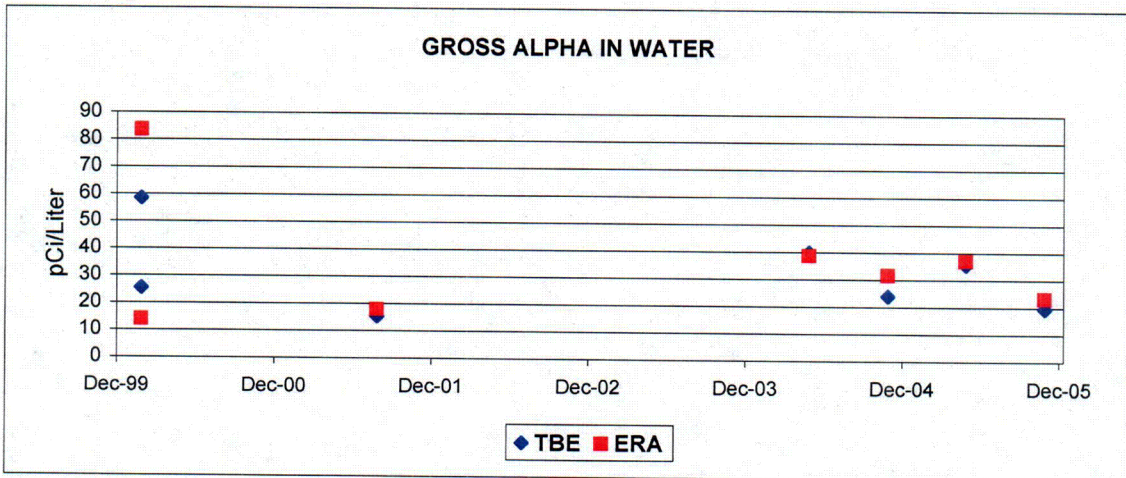 GROSS ALPHA IN WATER
pCi/Liter
90
80
70
60
50
40
30
20
10
0
Dec-99 Dec-00 Dec-01 Dec-02 Dec-03 Dec-04 Dec-05
TBE ERA